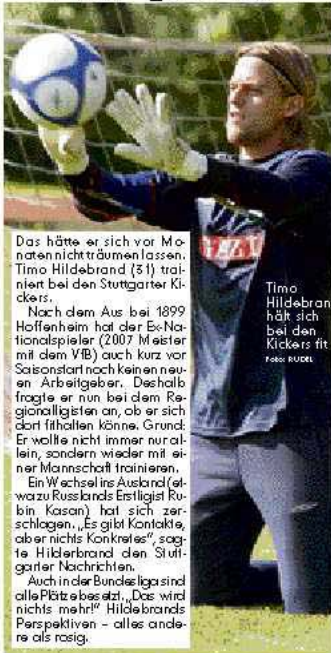 Das hätte er sich vor Mo-
naten nicht träumen lassen.
Timo Hildebrand (31) trai-
niert bei den Stuttgarter Ki-
ckers.
Nach dem Aus bei 1899
Hoffenheim hat der Ex-Na-
tionalspieler (2007 Meister
mit dem VfB) auch kurz vor
Saisonstart noch keinen neu-
en Arbeitgeber. Deshalb
fragte er nun bei dem Re-
gionalligisten an, ob er sich
dort fithalten könne. Grund:
Er wollte nicht immer nur al-
lein, sondern wieder mit ei-
ner Mannschaft trainieren.
Ein Wechsel ins Ausland (et-
wa zu Russlands Erstligist Ru-
bin Kasan) hat sich zer-
schlagen. „Es gibt Kontakte,
aber nichts Konkretes“, sag-
te Hilderbrand den Stutt-
garter Nachrichten.
Auch in der Bundesliga sind
alle Plätze besetzt. „Das wird
nichts mehr!“ Hildebrands
Perspektiven – alles ande-
re als rosig.
GAZI
Timo
Hildebran
hält sich
bei den
Kickers fit
Foto: RUDEL